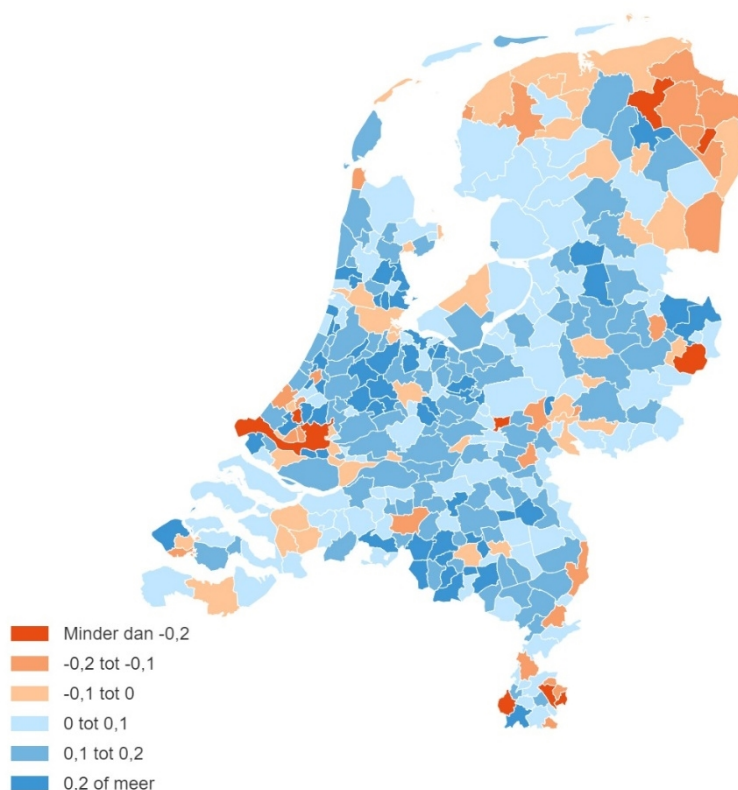 Minder dan -0,2
-0,2 tot -0,1
-0,1 tot 0
0 tot 0,1
0,1 tot 0,2
0,2 of meer